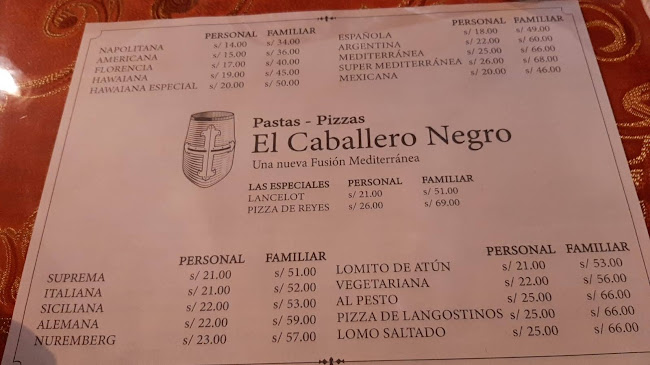 PERSONAL FAMILIAR
NAPOLITANA s/ 14.00 s/ 34.00
AMERICANA s/ 15.00 s/ 36.00
FLORENCIA s/ 17.00 s/ 40.00
HAWAIANA s/ 19.00 s/ 45.00
HAWAIANA ESPECIAL s/ 20.00 s/ 50.00
PERSONAL FAMILIAR
ESPAÑOLA s/ 18.00 s/ 49.00
ARGENTINA s/ 22.00 s/ 60.00
MEDITERRÁNEA s/ 25.00 s/ 66.00
SUPER MEDITERRÁNEA s/ 26.00 s/ 68.00
MEXICANA s/ 20.00 s/ 46.00
Pastas - Pizzas
El Caballero Negro
Una nueva Fusión Mediterránea
LAS ESPECIALES PERSONAL FAMILIAR
LANCELOT s/ 21.00 s/ 51.00
PIZZA DE REYES s/ 26.00 s/ 69.00
PERSONAL FAMILIAR
SUPREMA s/ 21.00 s/ 51.00
ITALIANA s/ 21.00 s/ 52.00
SICILIANA s/ 22.00 s/ 53.00
ALEMANA s/ 22.00 s/ 59.00
NUREMBERG s/ 23.00 s/ 57.00
PERSONAL FAMILIAR
LOMITO DE ATÚN s/ 21.00 s/ 53.00
VEGETARIANA s/ 22.00 s/ 56.00
AL PESTO s/ 25.00 s/ 66.00
PIZZA DE LANGOSTINOS s/ 25.00 s/ 66.00
LOMO SALTADO s/ 25.00 s/ 66.00